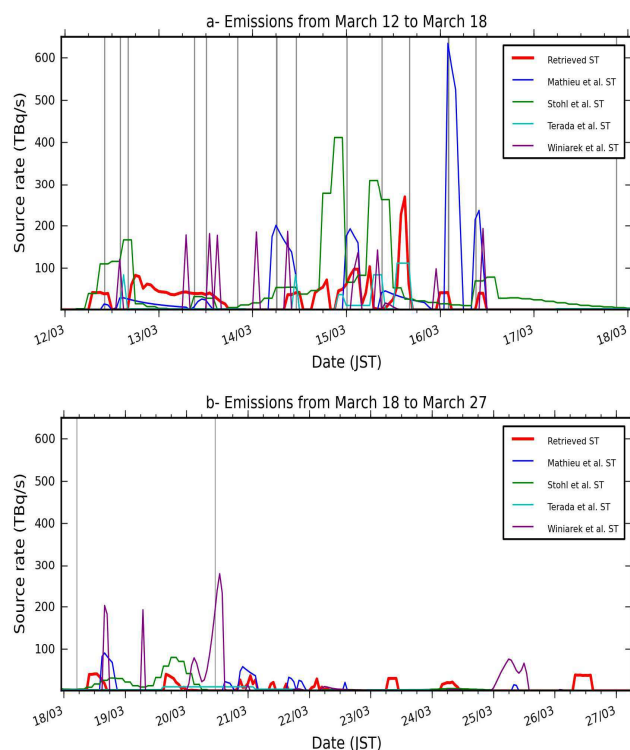 a- Emissions from March 12 to March 18
600
500
400
300
200
100
Source rate (TBq/s)
Retrieved ST
Mathieu et al. ST
Stohl et al. ST
Terada et al. ST
Winiarek et al. ST
12/03 13/03 14/03 15/03 16/03 17/03 18/03
Date (JST)
b- Emissions from March 18 to March 27
600
500
400
300
200
100
Source rate (TBq/s)
Retrieved ST
Mathieu et al. ST
Stohl et al. ST
Terada et al. ST
Winiarek et al. ST
18/03 19/03 20/03 21/03 22/03 23/03 24/03 25/03 26/03 27/03
Date (JST)